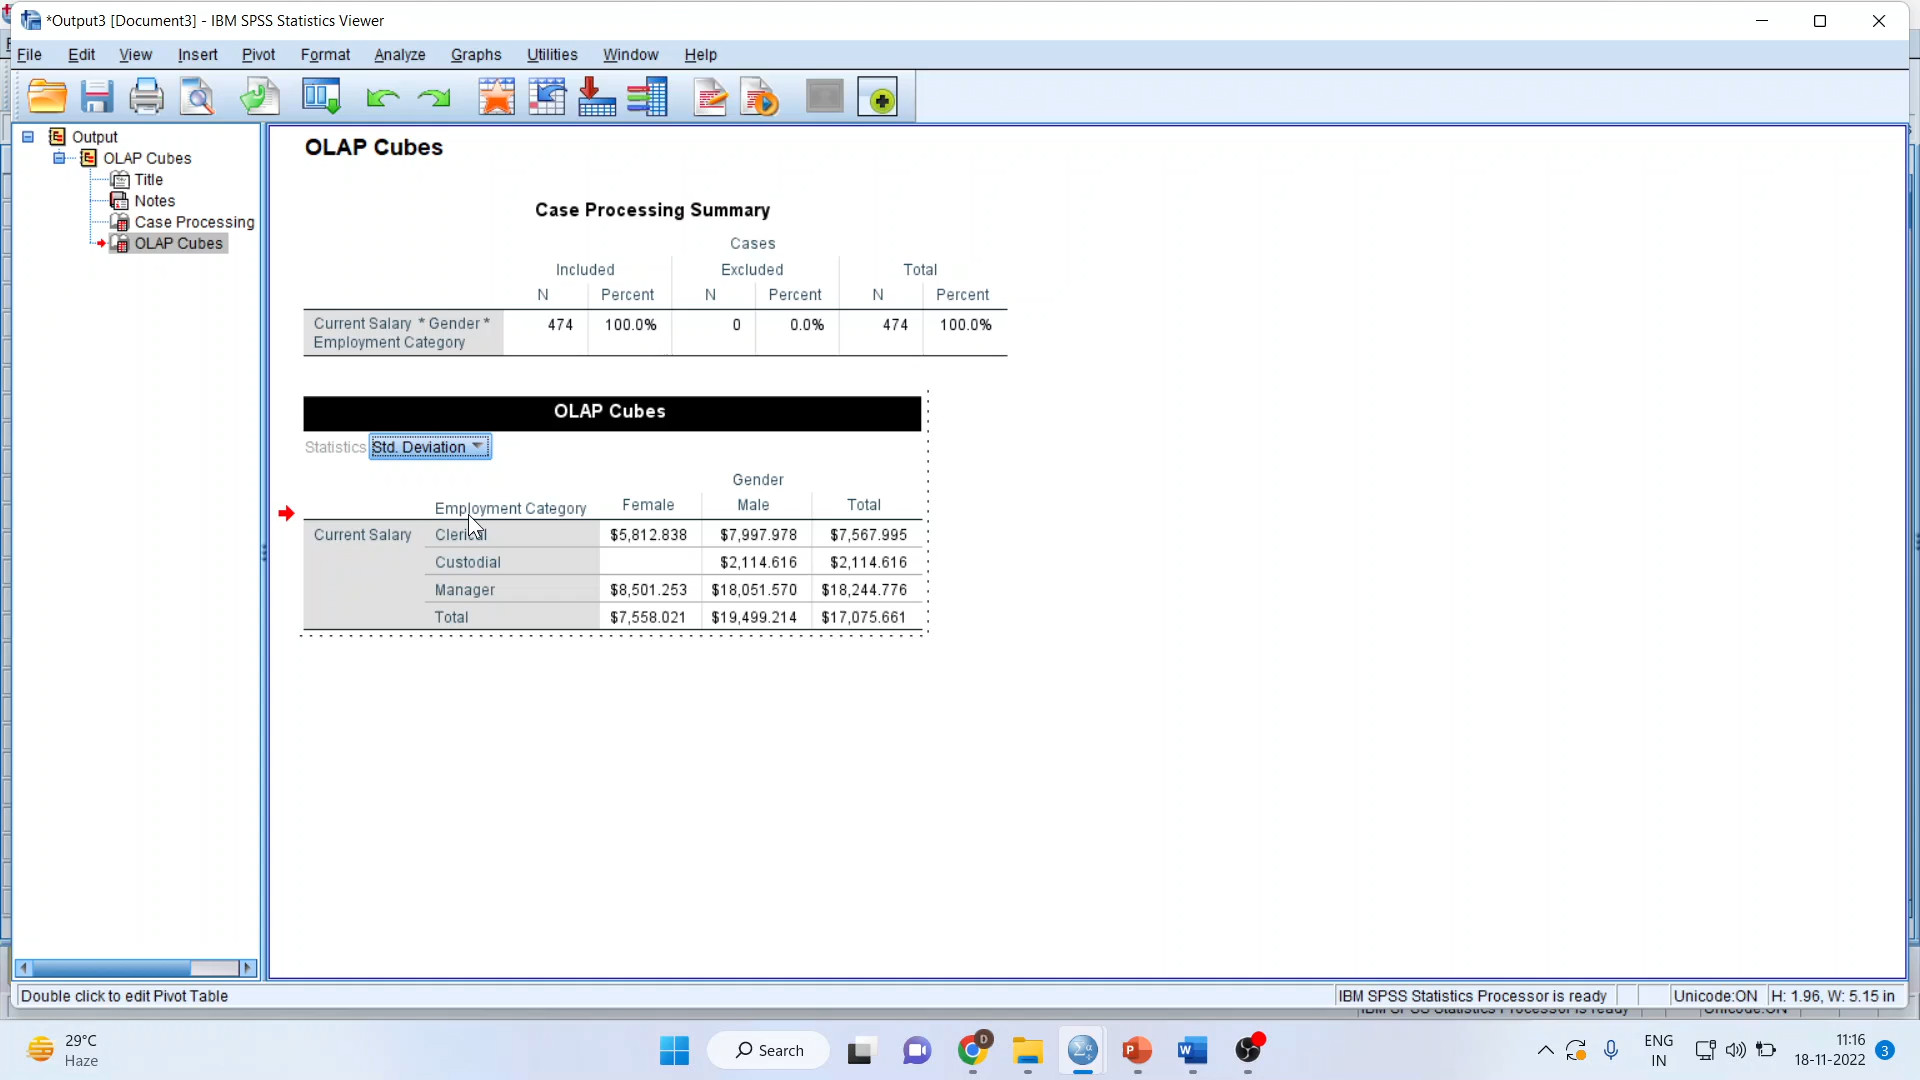 *Output3 [Document3] - IBM SPSS Statistics Viewer
File Edit View Insert Pivot Format Analyze Graphs Utilities Window Help
Output
OLAP Cubes
Title
Notes
Case Processing
OLAP Cubes
OLAP Cubes
Case Processing Summary
Cases
Included Excluded Total
N Percent N Percent N Percent
Current Salary * Gender * 474 100.0% 0 0.0% 474 100.0%
Employment Category
OLAP Cubes
Statistics Std. Deviation
Gender
Employment Category Female Male Total
Current Salary Clerical $5,812.838 $7,997.978 $7,567.995
Custodial $2,114.616 $2,114.616
Manager $8,501.253 $18,051.570 $18,244.776
Total $7,558.021 $19,499.214 $17,075.661
Double click to edit Pivot Table IBM SPSS Statistics Processor is ready Unicode:ON H: 1.96, W: 5.15 in
29°C
Haze
Search
D
ENG
IN
11:16
18-11-2022
3